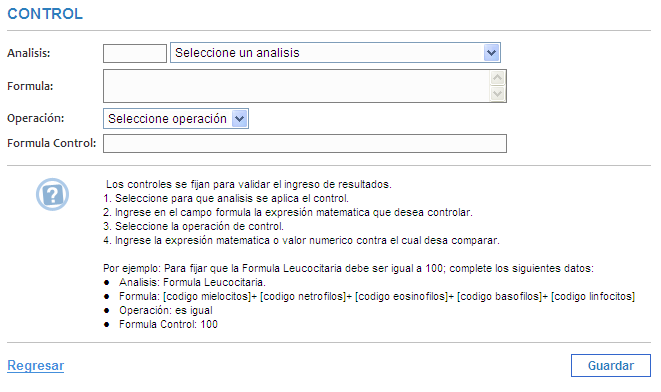 CONTROL
Analisis: Seleccione un analisis
Formula:
Operación: Seleccione operación
Formula Control:
Los controles se fijan para validar el ingreso de resultados.
1. Seleccione para que analisis se aplica el control.
2. Ingrese en el campo formula la expresión matematica que desea controlar.
3. Seleccione la operación de control.
4. Ingrese la expresión matematica o valor numerico contra el cual desa comparar.
Por ejemplo: Para fijar que la Formula Leucocitaria debe ser igual a 100; complete los siguientes datos:
● Analisis: Formula Leucocitaria.
● Formula: [codigo mielocitos]+ [codigo netrofilos]+ [codigo eosinofilos]+ [codigo basofilos]+ [codigo linfocitos]
● Operación: es igual
● Formula Control: 100
Regresar Guardar